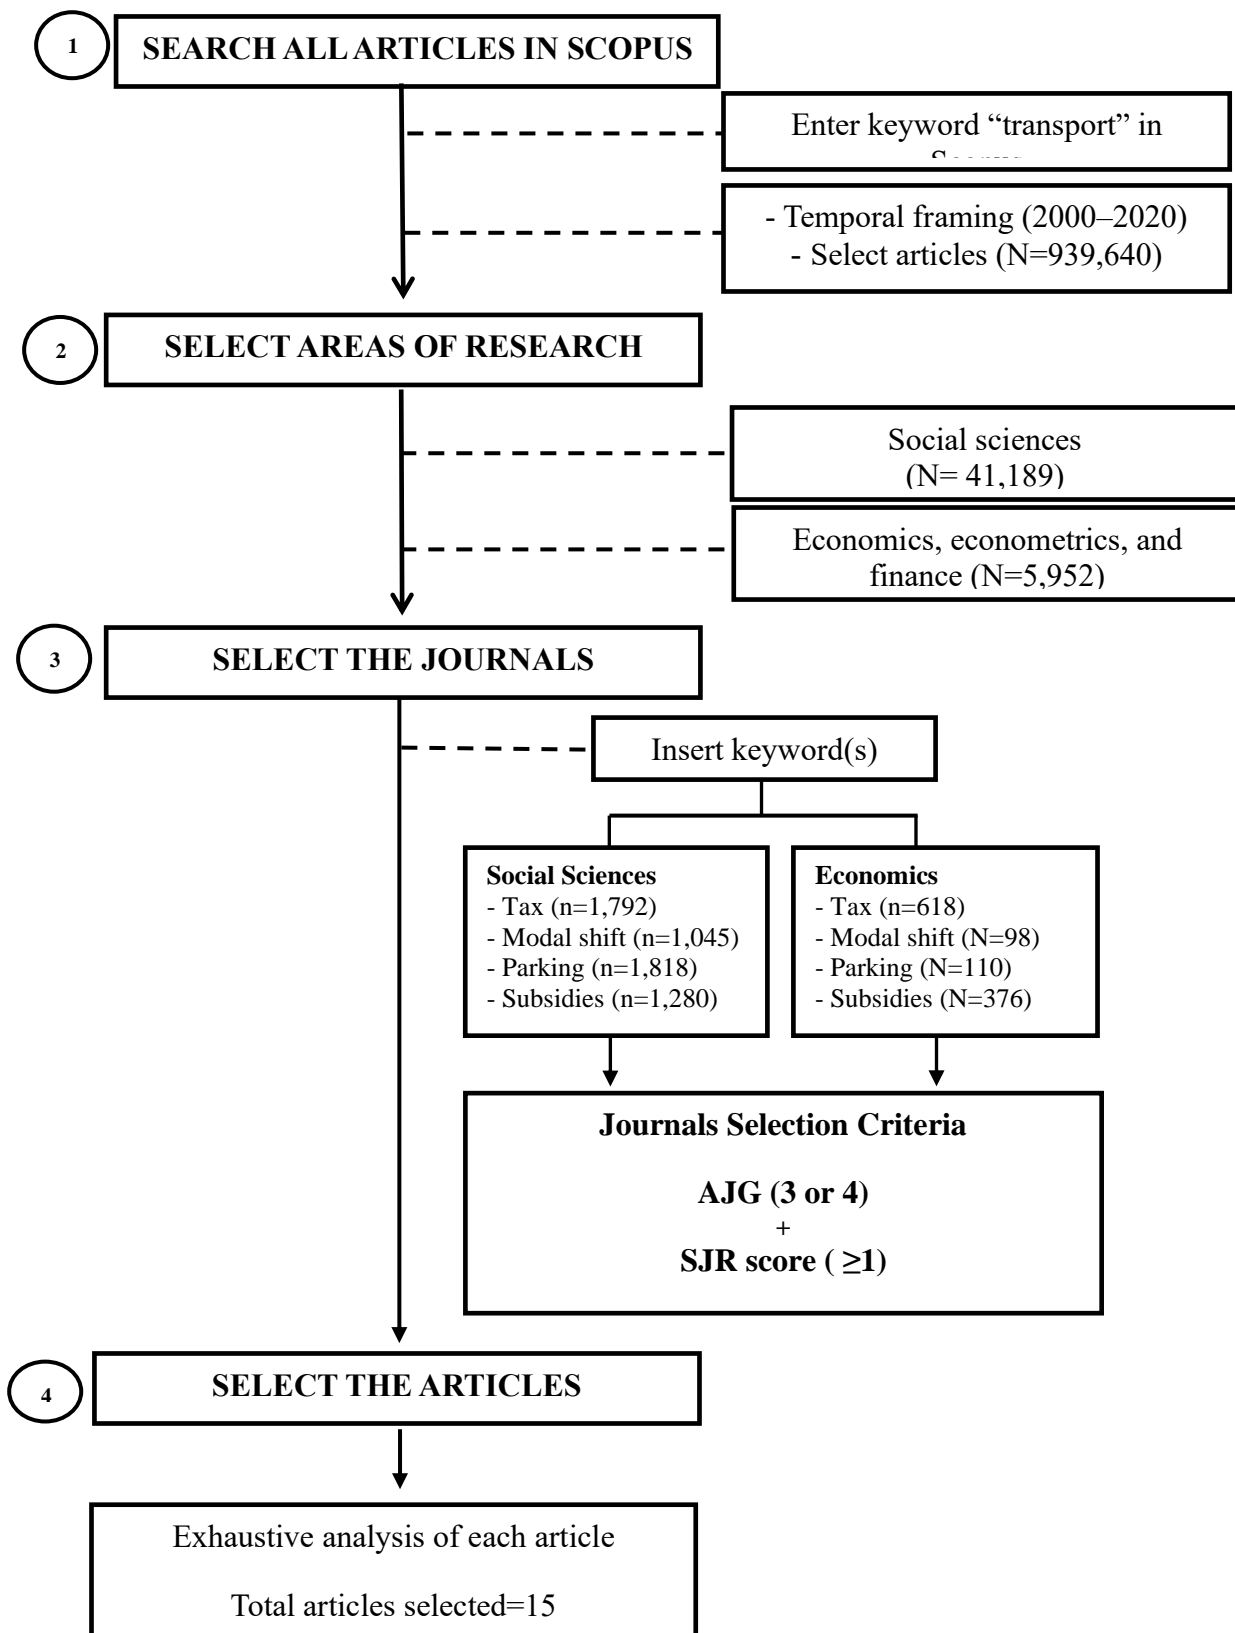 1
SEARCH ALL ARTICLES IN SCOPUS
Enter keyword “transport” in
- Temporal framing (2000–2020)
- Select articles (N=939,640)
2
SELECT AREAS OF RESEARCH
Social sciences
(N= 41,189)
Economics, econometrics, and
finance (N=5,952)
3
SELECT THE JOURNALS
Insert keyword(s)
Social Sciences
- Tax (n=1,792)
- Modal shift (n=1,045)
- Parking (n=1,818)
- Subsidies (n=1,280)
Economics
- Tax (n=618)
- Modal shift (N=98)
- Parking (N=110)
- Subsidies (N=376)
Journals Selection Criteria
AJG (3 or 4)
+
SJR score ( ≥1)
4
SELECT THE ARTICLES
Exhaustive analysis of each article
Total articles selected=15